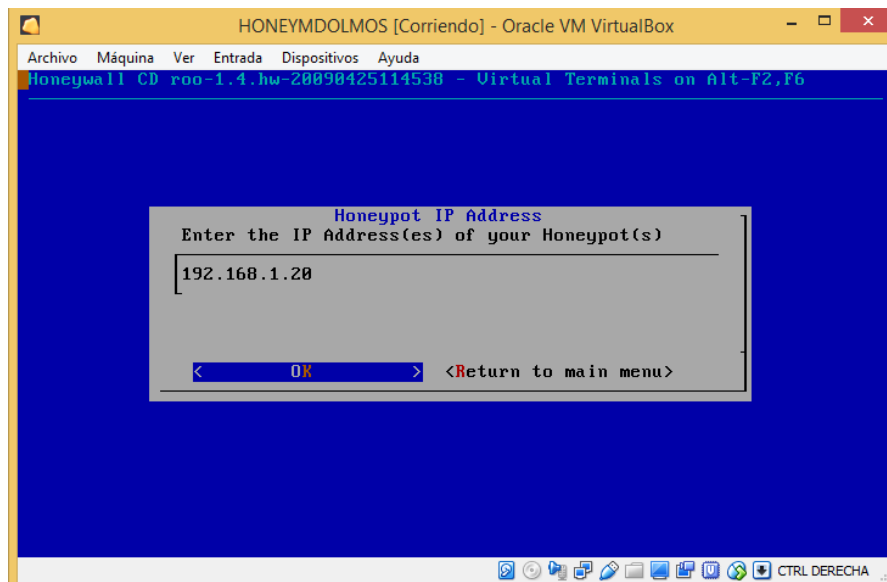 HONEYMDOLMOS [Corriendo] - Oracle VM VirtualBox
Archivo Máquina Ver Entrada Dispositivos Ayuda
Honeywall CD roo-1.4.hw-20090425114538 - Virtual Terminals on Alt-F2,F6
Honeypot IP Address
Enter the IP Address(es) of your Honeypot(s)
192.168.1.20
< OK > <Return to main menu>
CTRL DERECHA